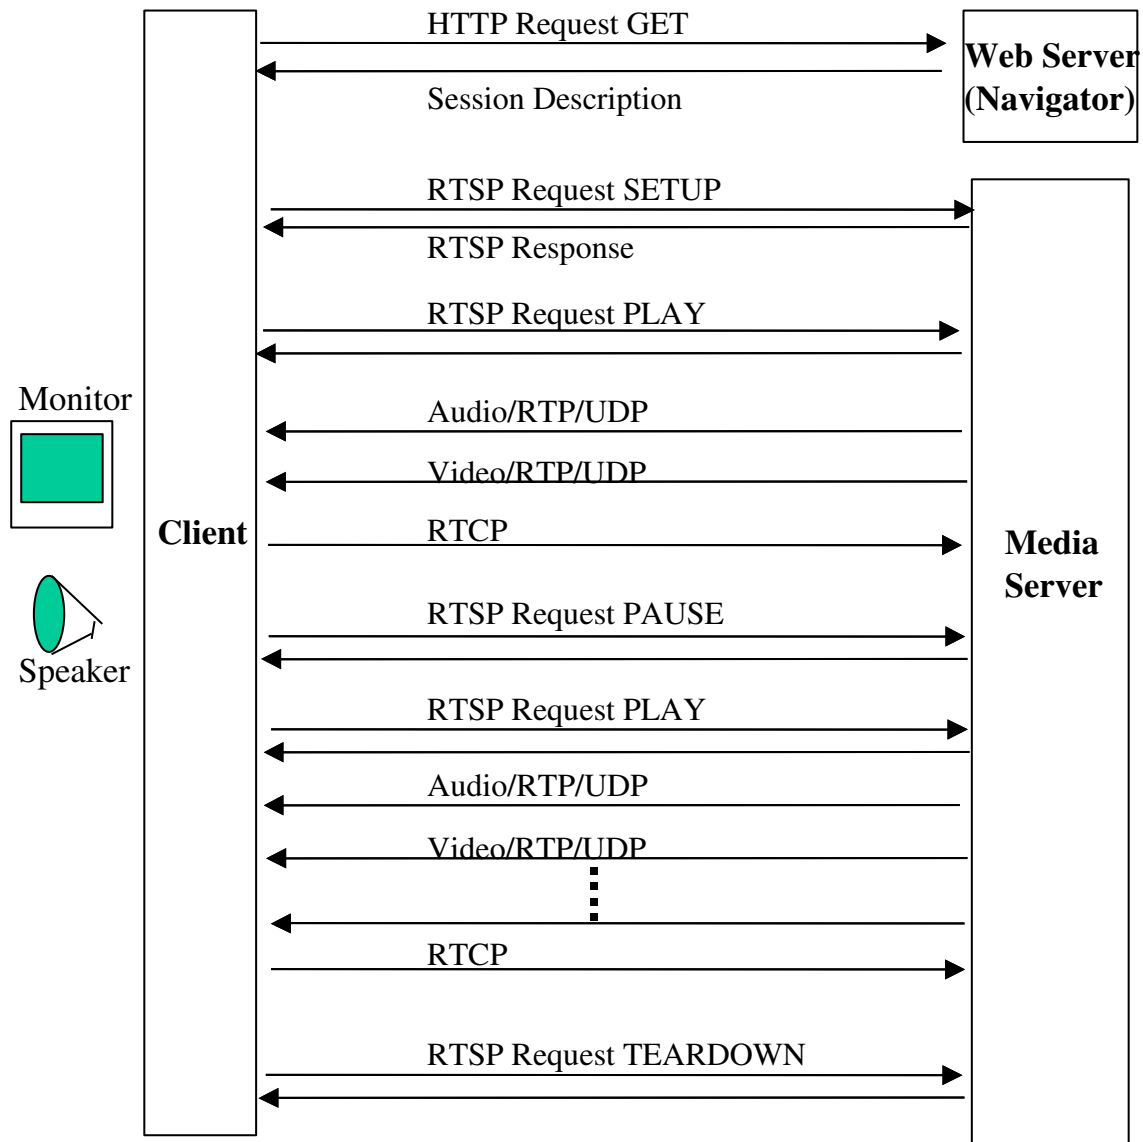 HTTP Request GET
Web Server
(Navigator)
Session Description
RTSP Request SETUP
RTSP Response
RTSP Request PLAY
Monitor
Audio/RTP/UDP
Video/RTP/UDP
Client
RTCP
Media
Server
RTSP Request PAUSE
Speaker
RTSP Request PLAY
Audio/RTP/UDP
Video/RTP/UDP
RTCP
RTSP Request TEARDOWN